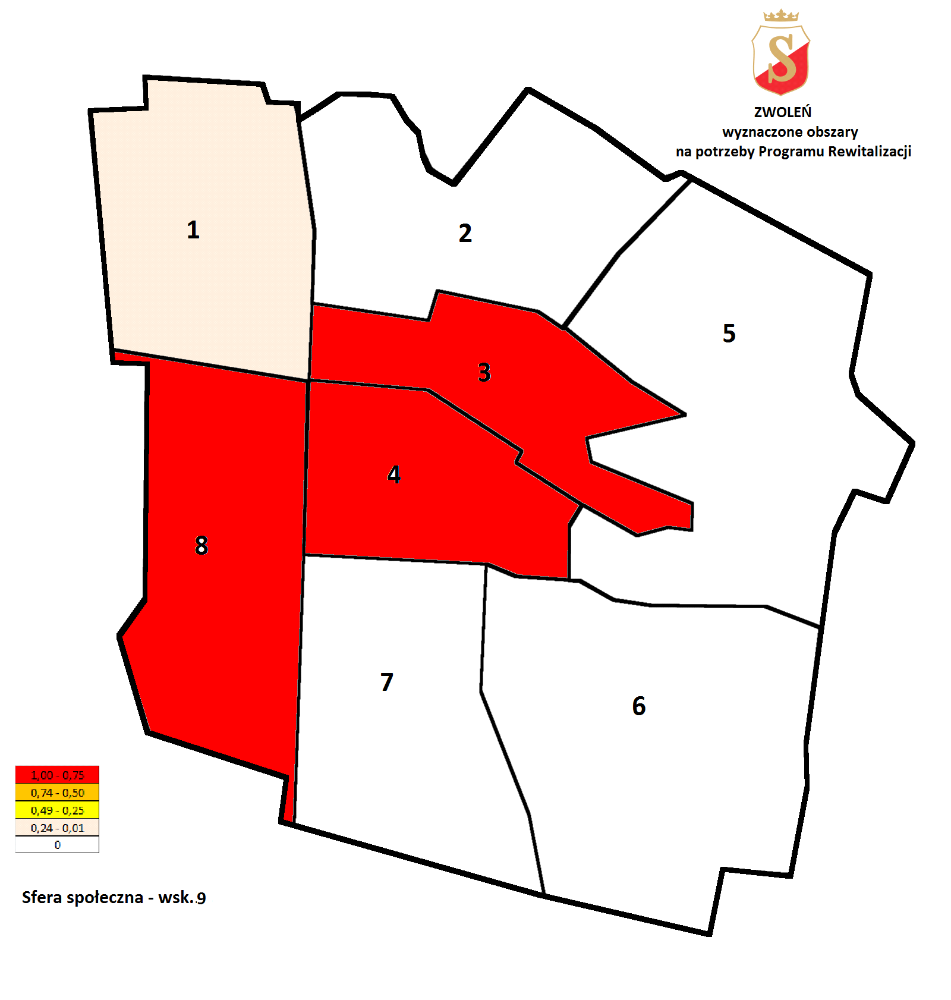 S
ZWOLEŃ
wyznaczone obszary
na potrzeby Programu Rewitalizacji
1
2
5
3
4
8
7
6
1,00 - 0,75
0,74 - 0,50
0,49 - 0,25
0,24 - 0,01
0
Sfera społeczna - wsk.9